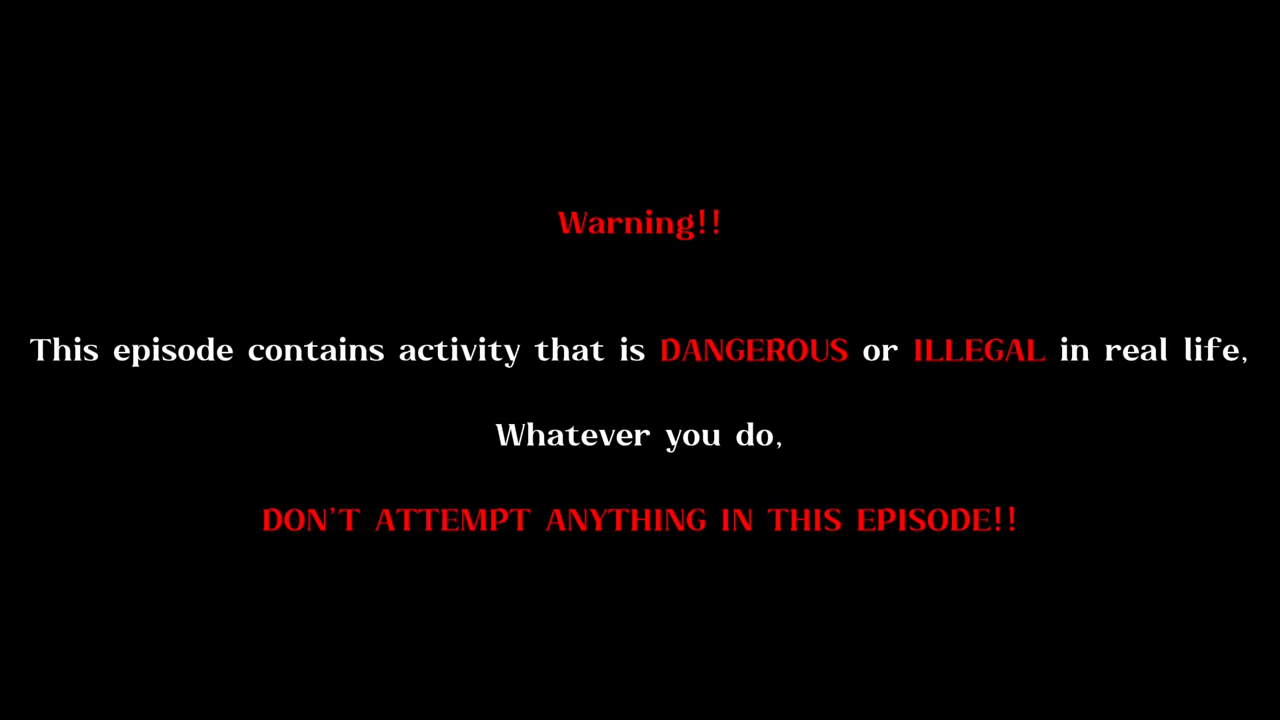 Warning!!
This episode contains activity that is DANGEROUS or ILLEGAL in real life,
Whatever you do,
DON'T ATTEMPT ANYTHING IN THIS EPISODE!!